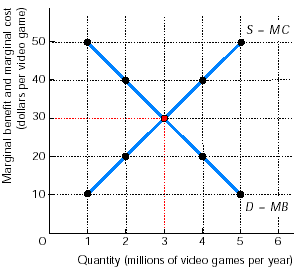 Marginal benefit and marginal cost
(dollars per video game)
S – MC
50
40
30
20
10
D – MB
0
1
2
3
4
5
6
Quantity (millions of video games per year)